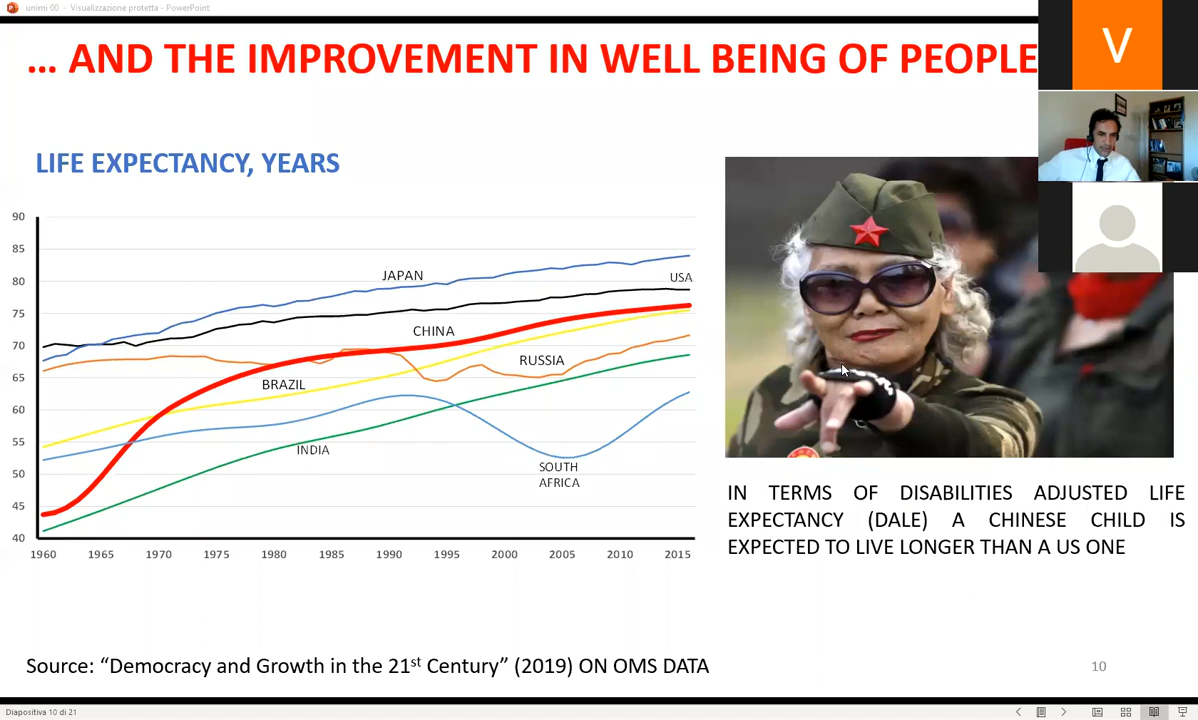 unimi 00 - Visualizzazione protetta - PowerPoint
... AND THE IMPROVEMENT IN WELL BEING OF PEOPLE
V
LIFE EXPECTANCY, YEARS
90
85
80
75
70
65
60
55
50
45
40
JAPAN
USA
CHINA
RUSSIA
BRAZIL
INDIA
SOUTH
AFRICA
1960 1965 1970 1975 1980 1985 1990 1995 2000 2005 2010 2015
IN TERMS OF DISABILITIES ADJUSTED LIFE
EXPECTANCY (DALE) A CHINESE CHILD IS
EXPECTED TO LIVE LONGER THAN A US ONE
Source: “Democracy and Growth in the 21st Century” (2019) ON OMS DATA
10
Diapositiva 10 di 21